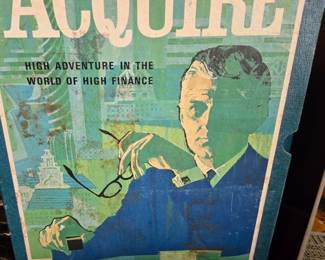 ACQUIRE
HIGH ADVENTURE IN THE
WORLD OF HIGH FINANCE